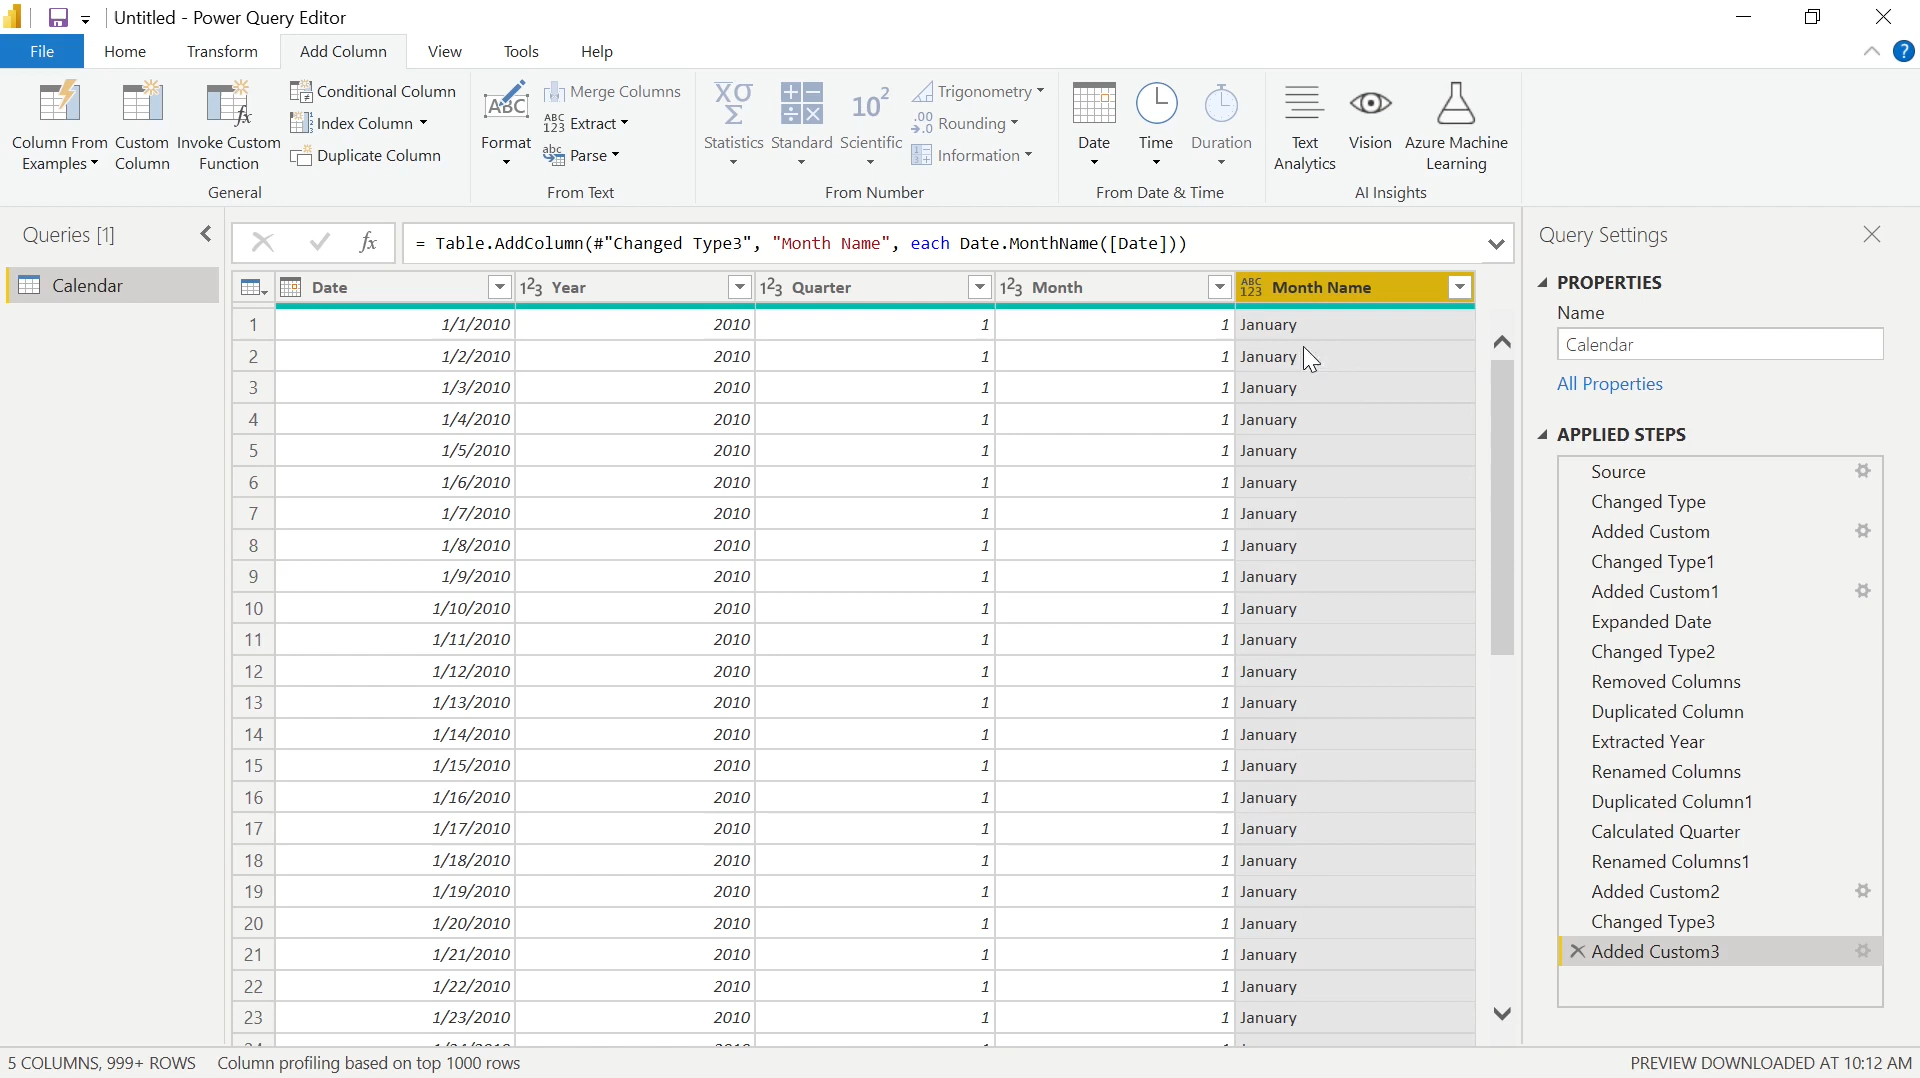 Untitled - Power Query Editor
File Home Transform Add Column View Tools Help
Column From Examples
Custom Column
Invoke Custom Function
Conditional Column
Index Column
Duplicate Column
General
ABC
Format
Merge Columns
ABC 123 Extract
abc Parse
From Text
XO Σ
Statistics
Standard
10²
Scientific
Trigonometry
.00 Rounding
Information
From Number
Date
Time
Duration
From Date & Time
Text Analytics
Vision
Azure Machine Learning
AI Insights
Queries [1]
Calendar
fx
= Table.AddColumn(#"Changed Type3", "Month Name", each Date.MonthName([Date]))
Date 123 Year 123 Quarter 123 Month ABC 123 Month Name
1 1/1/2010 2010 1 1 January
2 1/2/2010 2010 1 1 January
3 1/3/2010 2010 1 1 January
4 1/4/2010 2010 1 1 January
5 1/5/2010 2010 1 1 January
6 1/6/2010 2010 1 1 January
7 1/7/2010 2010 1 1 January
8 1/8/2010 2010 1 1 January
9 1/9/2010 2010 1 1 January
10 1/10/2010 2010 1 1 January
11 1/11/2010 2010 1 1 January
12 1/12/2010 2010 1 1 January
13 1/13/2010 2010 1 1 January
14 1/14/2010 2010 1 1 January
15 1/15/2010 2010 1 1 January
16 1/16/2010 2010 1 1 January
17 1/17/2010 2010 1 1 January
18 1/18/2010 2010 1 1 January
19 1/19/2010 2010 1 1 January
20 1/20/2010 2010 1 1 January
21 1/21/2010 2010 1 1 January
22 1/22/2010 2010 1 1 January
23 1/23/2010 2010 1 1 January
Query Settings
PROPERTIES
Name
Calendar
All Properties
APPLIED STEPS
Source
Changed Type
Added Custom
Changed Type1
Added Custom1
Expanded Date
Changed Type2
Removed Columns
Duplicated Column
Extracted Year
Renamed Columns
Duplicated Column1
Calculated Quarter
Renamed Columns1
Added Custom2
Changed Type3
Added Custom3
5 COLUMNS, 999+ ROWS Column profiling based on top 1000 rows
PREVIEW DOWNLOADED AT 10:12 AM